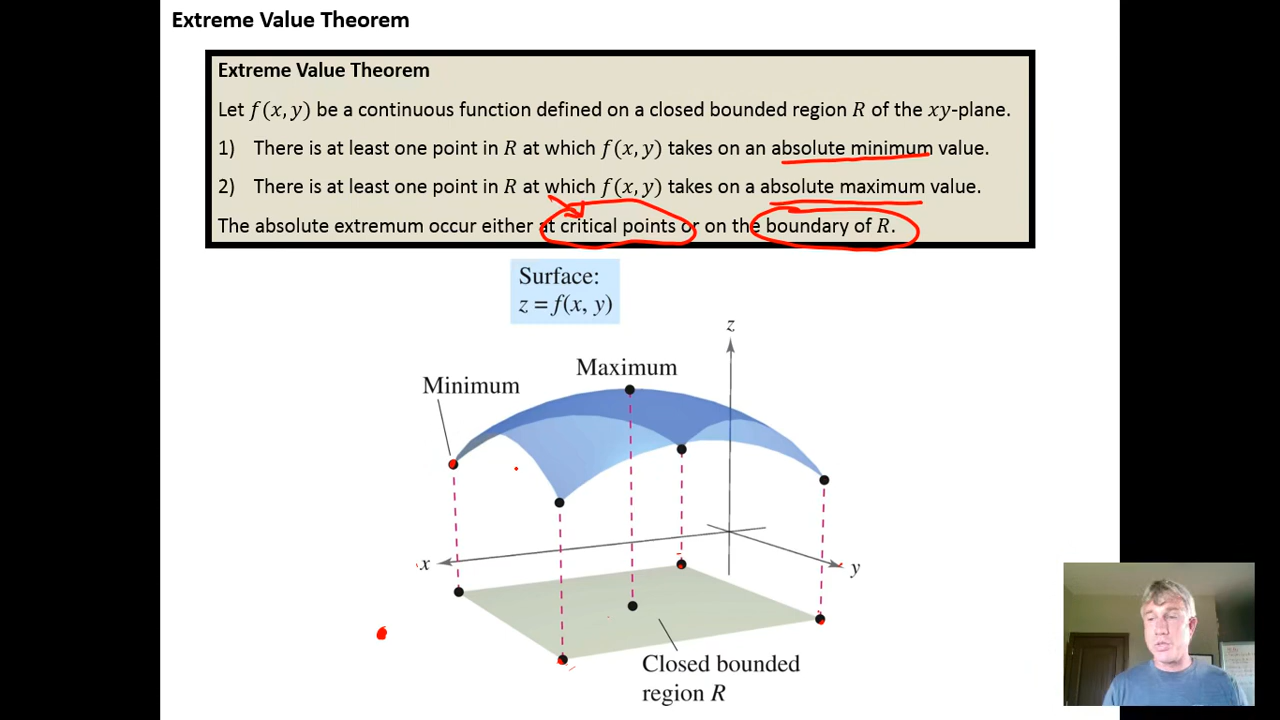 Extreme Value Theorem
Extreme Value Theorem
Let f(x, y) be a continuous function defined on a closed bounded region R of the xy-plane.
1) There is at least one point in R at which f(x, y) takes on an absolute minimum value.
2) There is at least one point in R at which f(x, y) takes on a absolute maximum value.
The absolute extremum occur either at critical points or on the boundary of R.
Surface:
z = f(x, y)
z
Maximum
Minimum
x
y
Closed bounded
region R